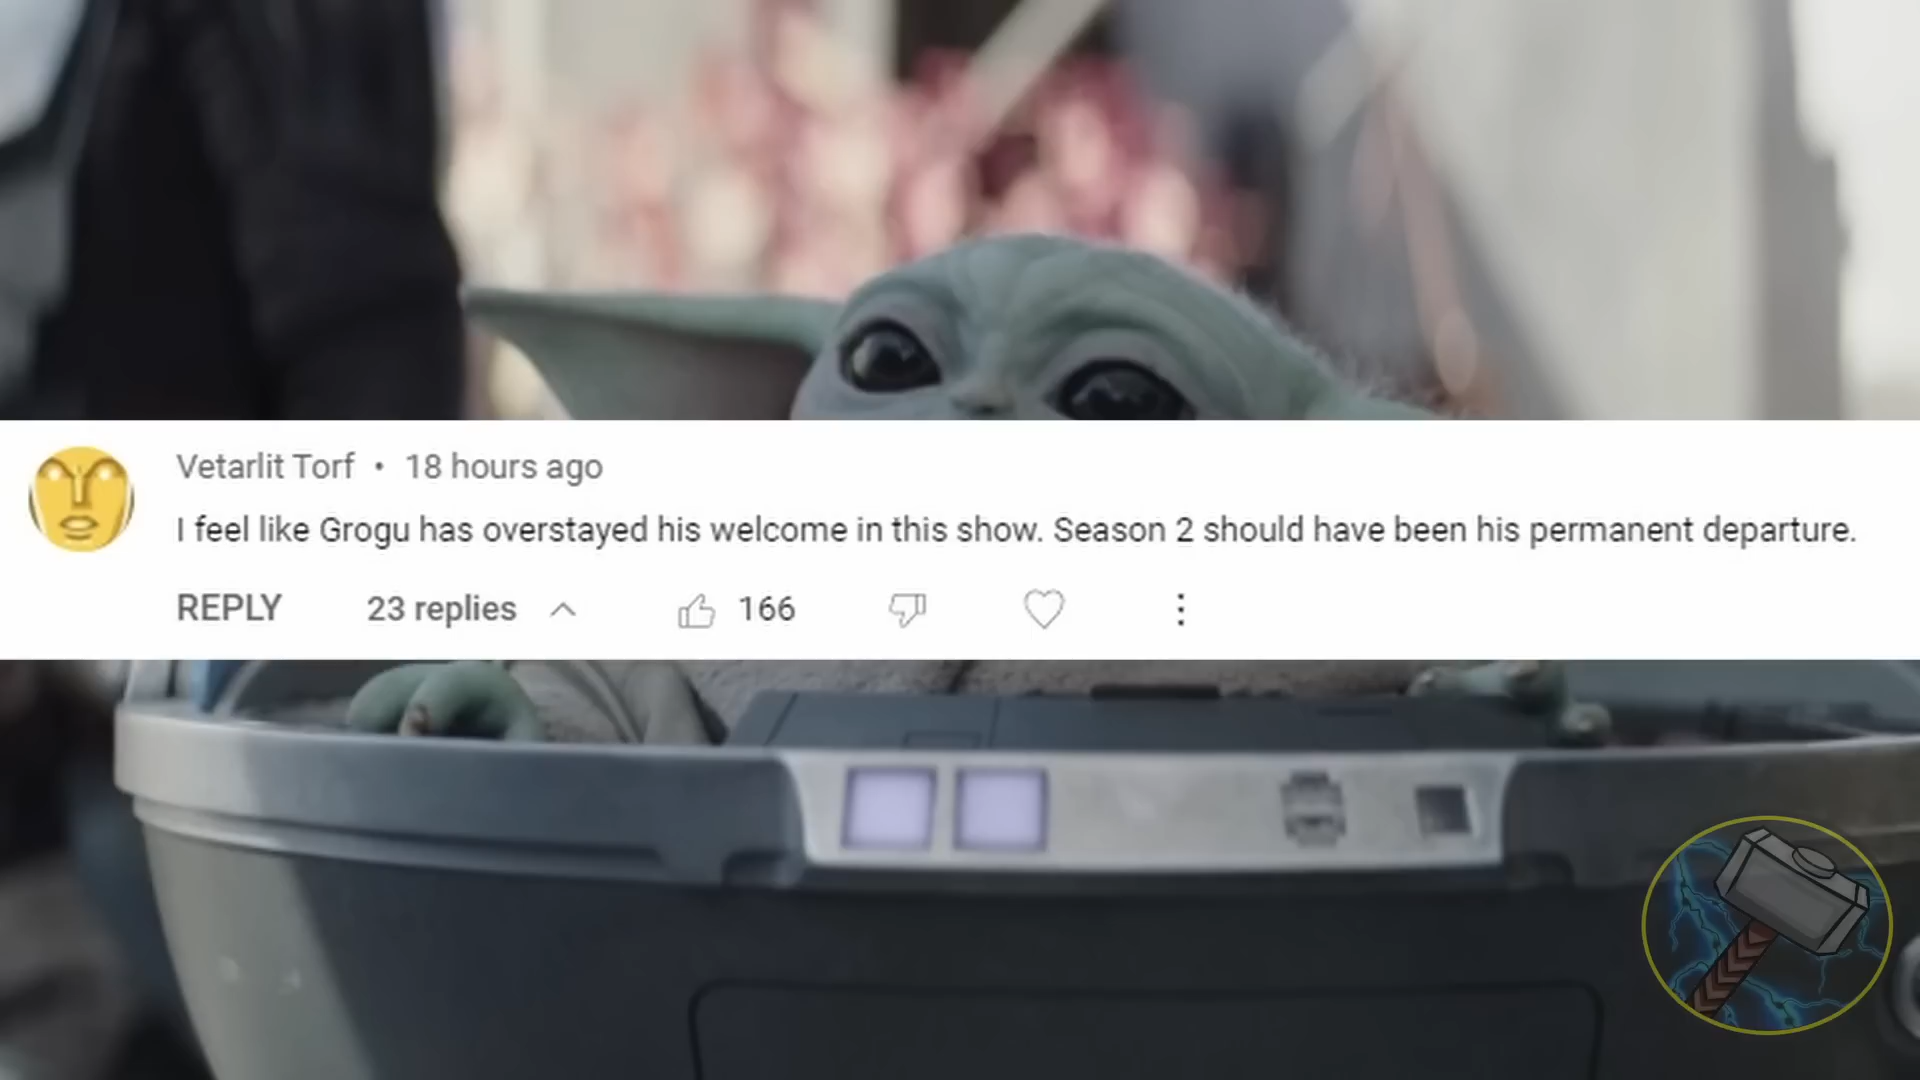 Vetarlit Torf • 18 hours ago
I feel like Grogu has overstayed his welcome in this show. Season 2 should have been his permanent departure.
REPLY 23 replies 166